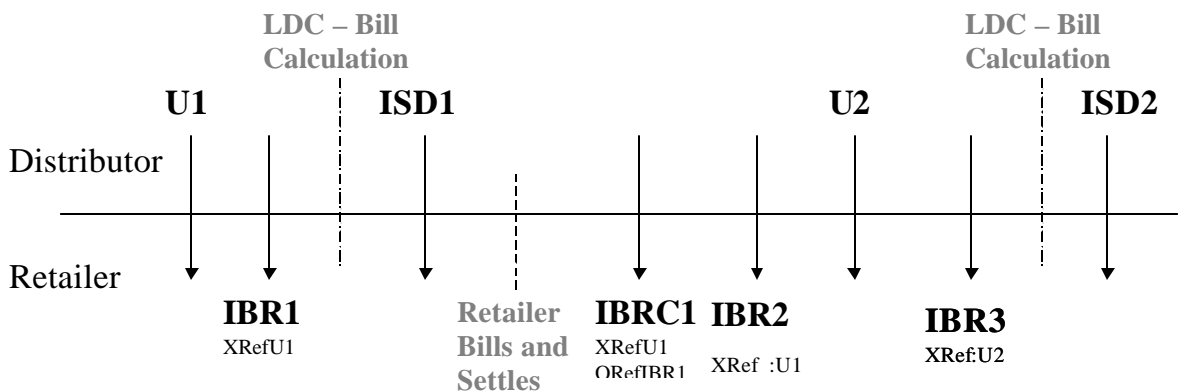 LDC – Bill
Calculation
LDC – Bill
Calculation
U1
ISD1
U2
ISD2
Distributor
Retailer
IBR1
XRefU1
Retailer
Bills and
Settles
IBRC1
XRefU1
ORefIBR1
IBR2
XRef :U1
IBR3
XRef:U2